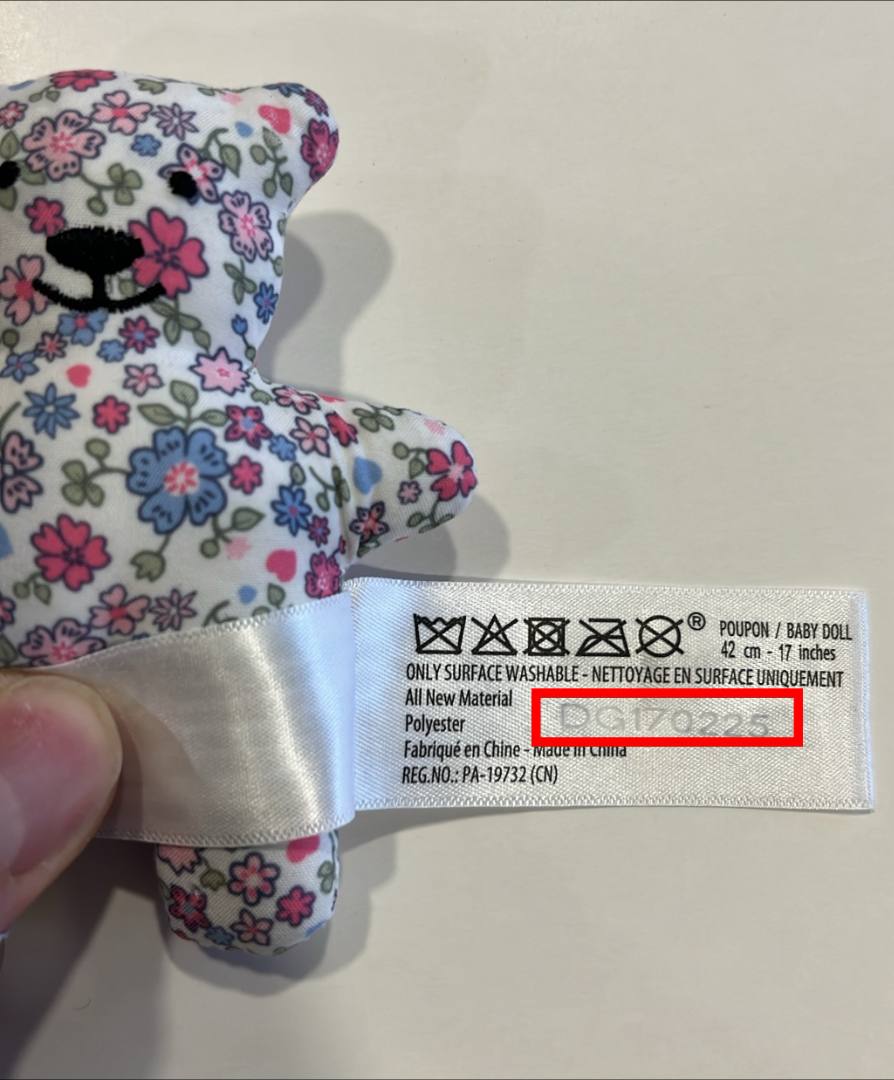 ® POUPON / BABY DOLL
42 cm - 17 inches
ONLY SURFACE WASHABLE - NETTOYAGE EN SURFACE UNIQUEMENT
All New Material
DG170225
Polyester
Fabriqué en Chine - Made in China
REG.NO.: PA-19732 (CN)